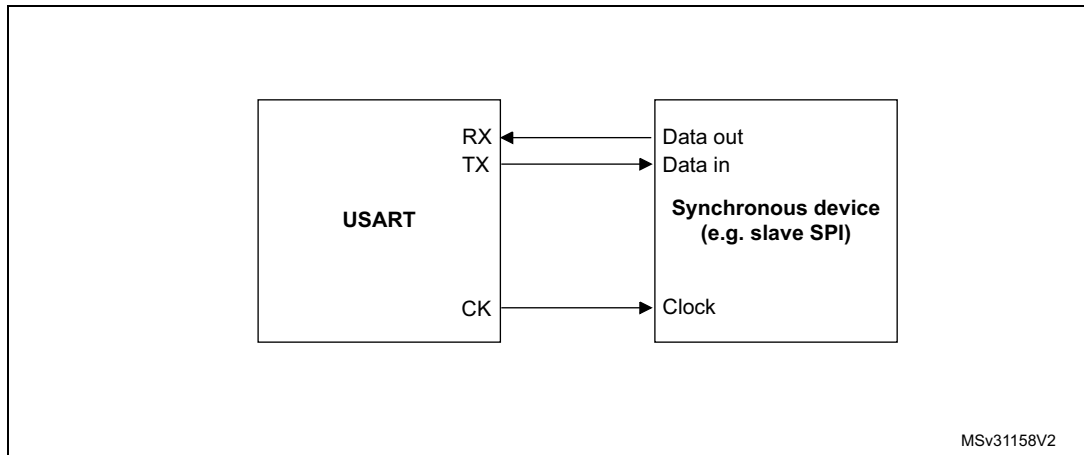 RX
TX
USART
CK
Data out
Data in
Synchronous device
(e.g. slave SPI)
Clock
MSv31158V2